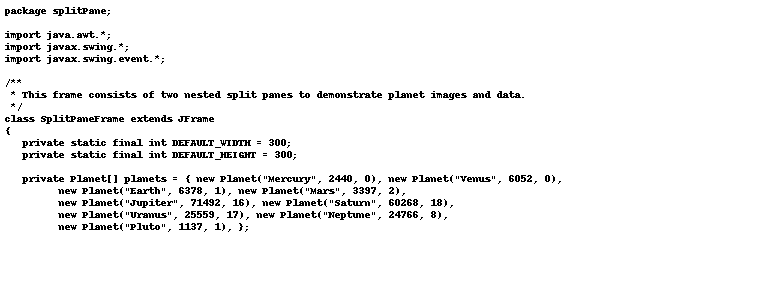 package splitPane;

import java.awt.*;
import javax.swing.*;
import javax.swing.event.*;

/**
 * This frame consists of two nested split panes to demonstrate planet images and data.
 */
class SplitPaneFrame extends JFrame
{
   private static final int DEFAULT_WIDTH = 300;
   private static final int DEFAULT_HEIGHT = 300;

   private Planet[] planets = { new Planet("Mercury", 2440, 0), new Planet("Venus", 6052, 0),
         new Planet("Earth", 6378, 1), new Planet("Mars", 3397, 2),
         new Planet("Jupiter", 71492, 16), new Planet("Saturn", 60268, 18),
         new Planet("Uranus", 25559, 17), new Planet("Neptune", 24766, 8),
         new Planet("Pluto", 1137, 1), };